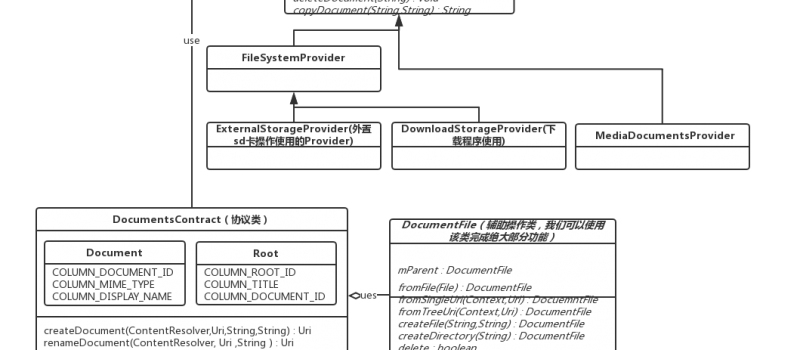 deleteDocument(String) : Void
copyDocument(String,String) : String
use
FileSystemProvider
ExternalStorageProvider(外置
sd卡操作使用的Provider)
DownloadStorageProvider(下
载程序使用)
MediaDocumentsProvider
DocumentsContract ( 协议类 )
Document
COLUMN_DOCUMENT_ID
COLUMN_MIME_TYPE
COLUMN_DISPLAY_NAME
Root
COLUMN_ROOT_ID
COLUMN_TITLE
COLUMN_DOCUMENT_ID
createDocument(ContentResolver,Uri,String,String) : Uri
renameDocument(ContentResolver, Uri ,String ) : Uri
ues
DocumentFile ( 辅助操作类，我们可以使用
该类完成绝大部分功能 )
mParent : DocumentFile
fromFile(File) : DocumentFile
fromSingleUri(Context,Uri) : DocuemntFile
fromTreeUri(Context,Uri) : DocumentFile
createFile(String,String) : DocumentFile
createDirectory(String) : DocumentFile
delete : boolean